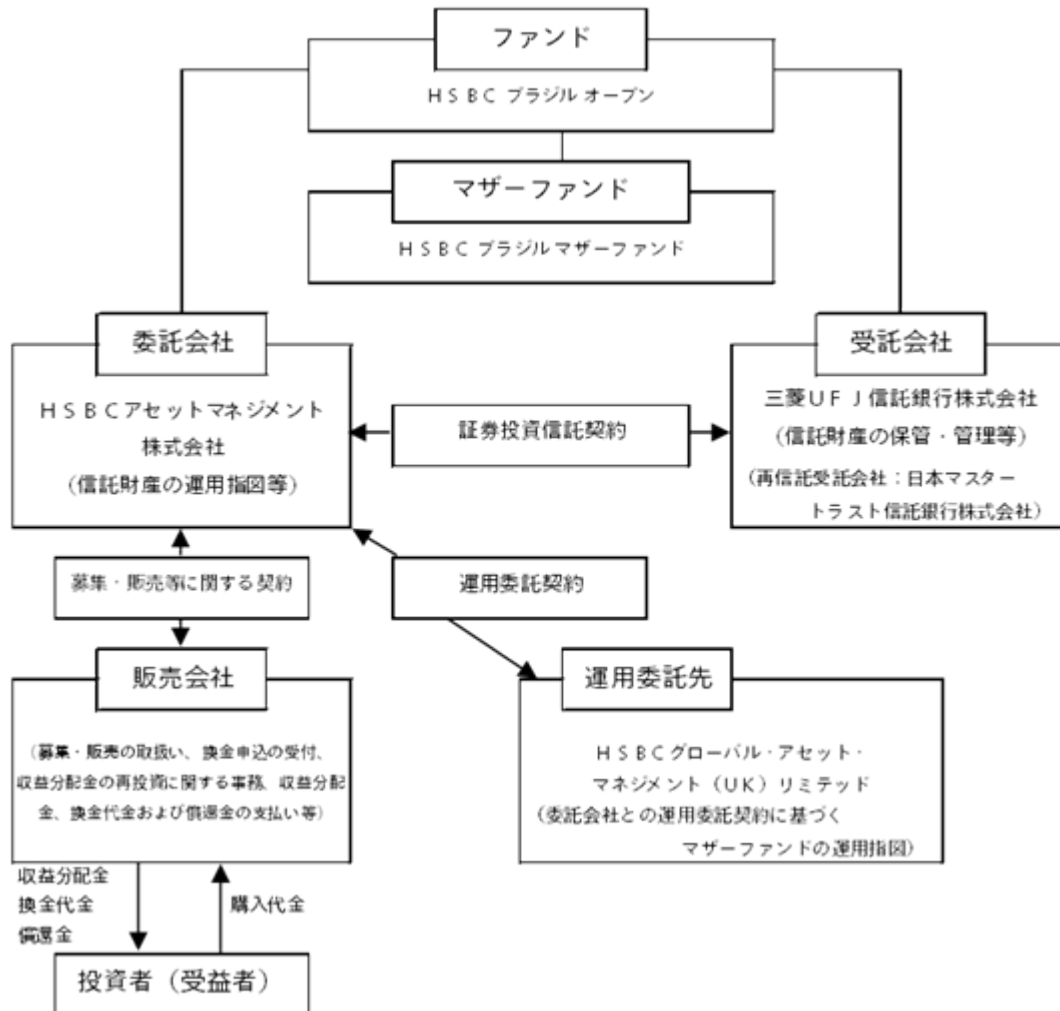 ファンド
ＨＳＢＣ ブラジル オープン
マザーファンド
ＨＳＢＣ ブラジル マザーファンド
委託会社
ＨＳＢＣアセットマネジメント
株式会社
（信託財産の運用指図等）
証券投資信託契約
受託会社
三菱ＵＦＪ信託銀行株式会社
（信託財産の保管・管理等）
（再信託受託会社：日本マスター
トラスト信託銀行株式会社）
募集・販売等に関する契約
運用委託契約
販売会社
（募集・販売の取扱い、換金申込の受付、
収益分配金の再投資に関する事務、収益分配
金、換金代金および償還金の支払い等）
運用委託先
ＨＳＢＣグローバル・アセット・
マネジメント（ＵＫ）リミテッド
（委託会社との運用委託契約に基づく
マザーファンドの運用指図）
収益分配金
換金代金
償還金
購入代金
投資者（受益者）